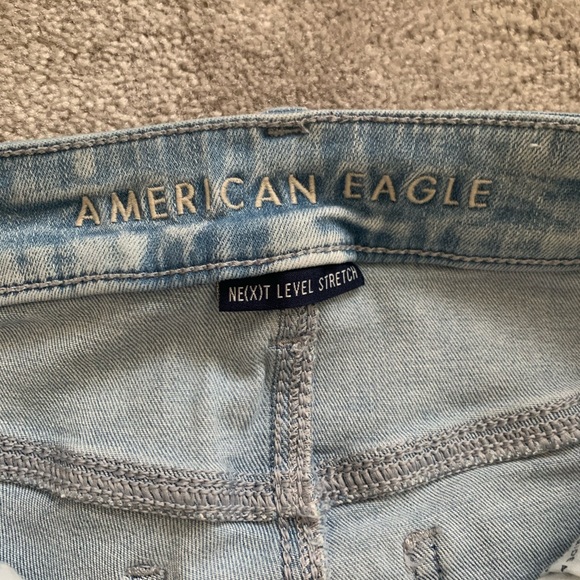 AMERICAN EAGLE
NE(X)T LEVEL STRETCH